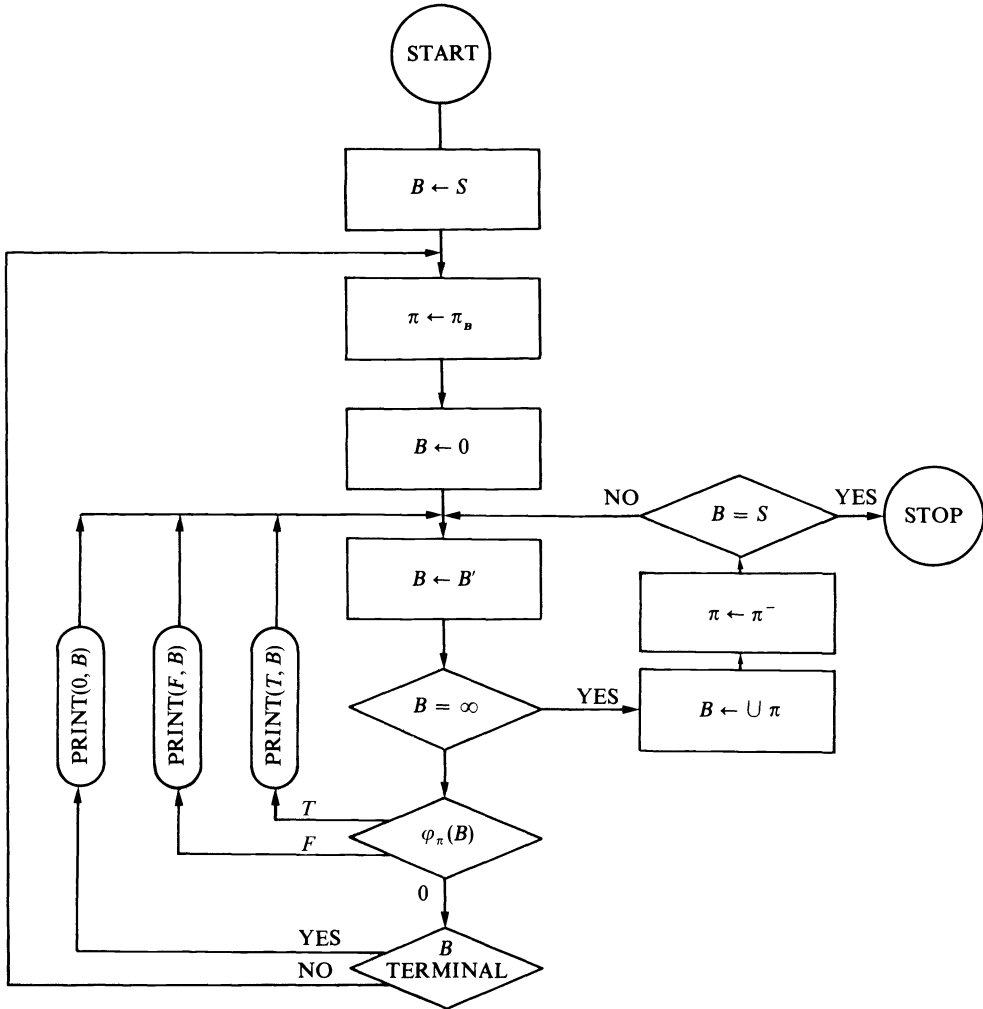 START
B ← S
π ← π_B
B ← 0
NO
B = S
YES
STOP
B ← B′
π ← π⁻
PRINT(0, B)
PRINT(F, B)
PRINT(T, B)
B = ∞
YES
B ← ∪ π
T
F
φ_π(B)
0
YES
NO
B
TERMINAL